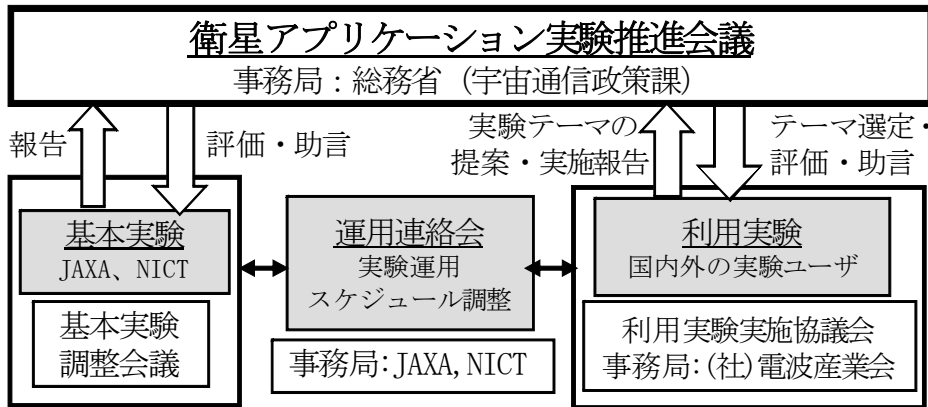 衛星アプリケーション実験推進会議
事務局：総務省（宇宙通信政策課）
報告
評価・助言
実験テーマの
提案・実施報告
テーマ選定・
評価・助言
基本実験
JAXA、NICT
基本実験
調整会議
運用連絡会
実験運用
スケジュール調整
事務局：JAXA,NICT
利用実験
国内外の実験ユーザ
利用実験実施協議会
事務局：(社)電波産業会